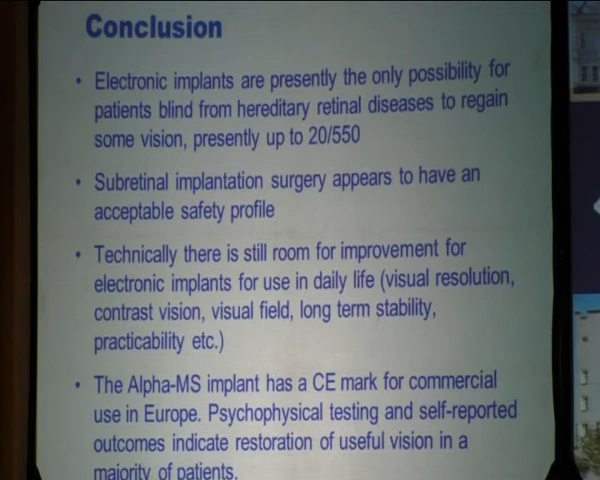 Conclusion
• Electronic implants are presently the only possibility for
patients blind from hereditary retinal diseases to regain
some vision, presently up to 20/550
• Subretinal implantation surgery appears to have an
acceptable safety profile
• Technically there is still room for improvement for
electronic implants for use in daily life (visual resolution,
contrast vision, visual field, long term stability,
practicability etc.)
• The Alpha-MS implant has a CE mark for commercial
use in Europe. Psychophysical testing and self-reported
outcomes indicate restoration of useful vision in a
majority of patients.